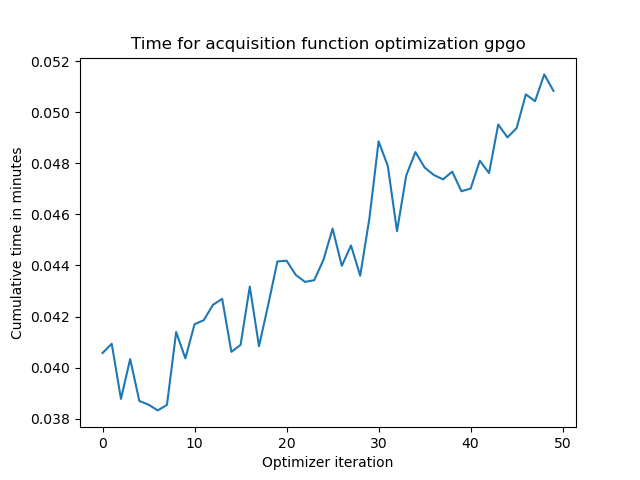 Time for acquisition function optimization gpgo
0.052
0.050
0.048
0.046
0.044
0.042
0.040
0.038
Cumulative time in minutes
0 10 20 30 40 50
Optimizer iteration